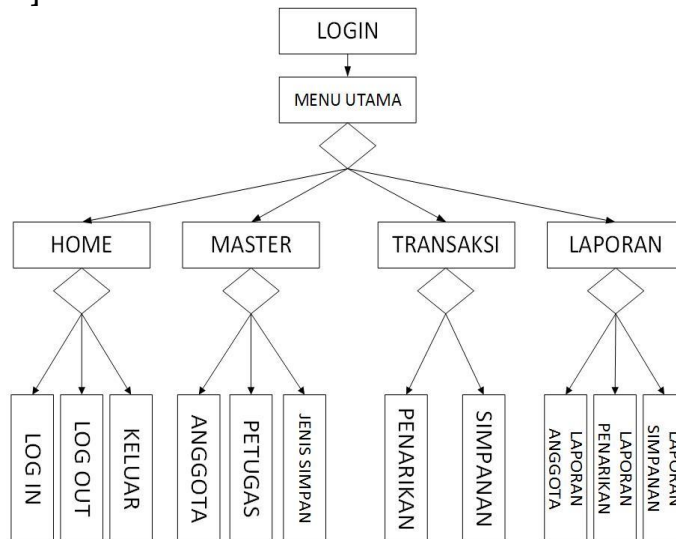 ]
LOGIN
MENU UTAMA
HOME
MASTER
TRANSAKSI
LAPORAN
LOG IN
LOG OUT
KELUAR
ANGGOTA
PETUGAS
JENIS SIMPAN
PENARIKAN
SIMPANAN
LAPORAN
ANGGOTA
LAPORAN
PENARIKAN
LAPORAN
SIMPANAN